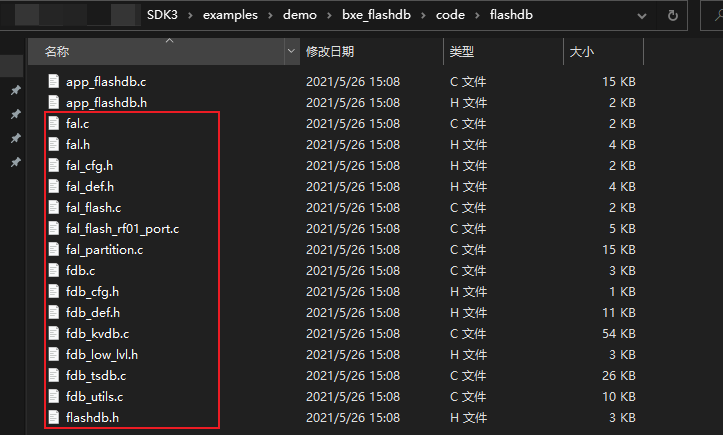 SDK3 > examples > demo > bxe_flashdb > code > flashdb
名称 修改日期 类型 大小
app_flashdb.c 2021/5/26 15:08 C 文件 15 KB
app_flashdb.h 2021/5/26 15:08 H 文件 2 KB
fal.c 2021/5/26 15:08 C 文件 2 KB
fal.h 2021/5/26 15:08 H 文件 4 KB
fal_cfg.h 2021/5/26 15:08 H 文件 2 KB
fal_def.h 2021/5/26 15:08 H 文件 4 KB
fal_flash.c 2021/5/26 15:08 C 文件 2 KB
fal_flash_rf01_port.c 2021/5/26 15:08 C 文件 5 KB
fal_partition.c 2021/5/26 15:08 C 文件 15 KB
fdb.c 2021/5/26 15:08 C 文件 3 KB
fdb_cfg.h 2021/5/26 15:08 H 文件 1 KB
fdb_def.h 2021/5/26 15:08 H 文件 11 KB
fdb_kvdb.c 2021/5/26 15:08 C 文件 54 KB
fdb_low_lvl.h 2021/5/26 15:08 H 文件 3 KB
fdb_tsdb.c 2021/5/26 15:08 C 文件 26 KB
fdb_utils.c 2021/5/26 15:08 C 文件 10 KB
flashdb.h 2021/5/26 15:08 H 文件 3 KB